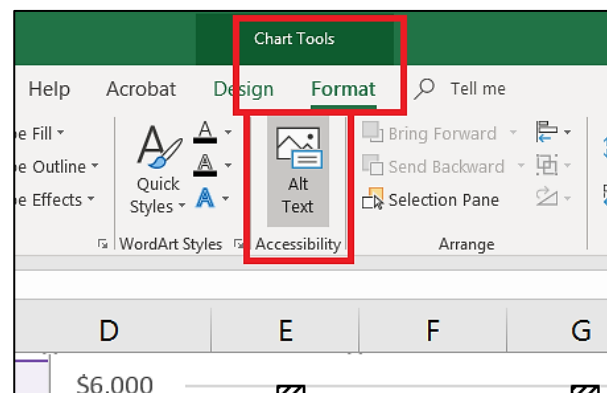 Chart Tools
Help Acrobat Design Format Tell me
Fill
Outline
Effects
Quick Styles
Alt Text
Bring Forward
Send Backward
Selection Pane
WordArt Styles Accessibility Arrange
D E F G
$6,000